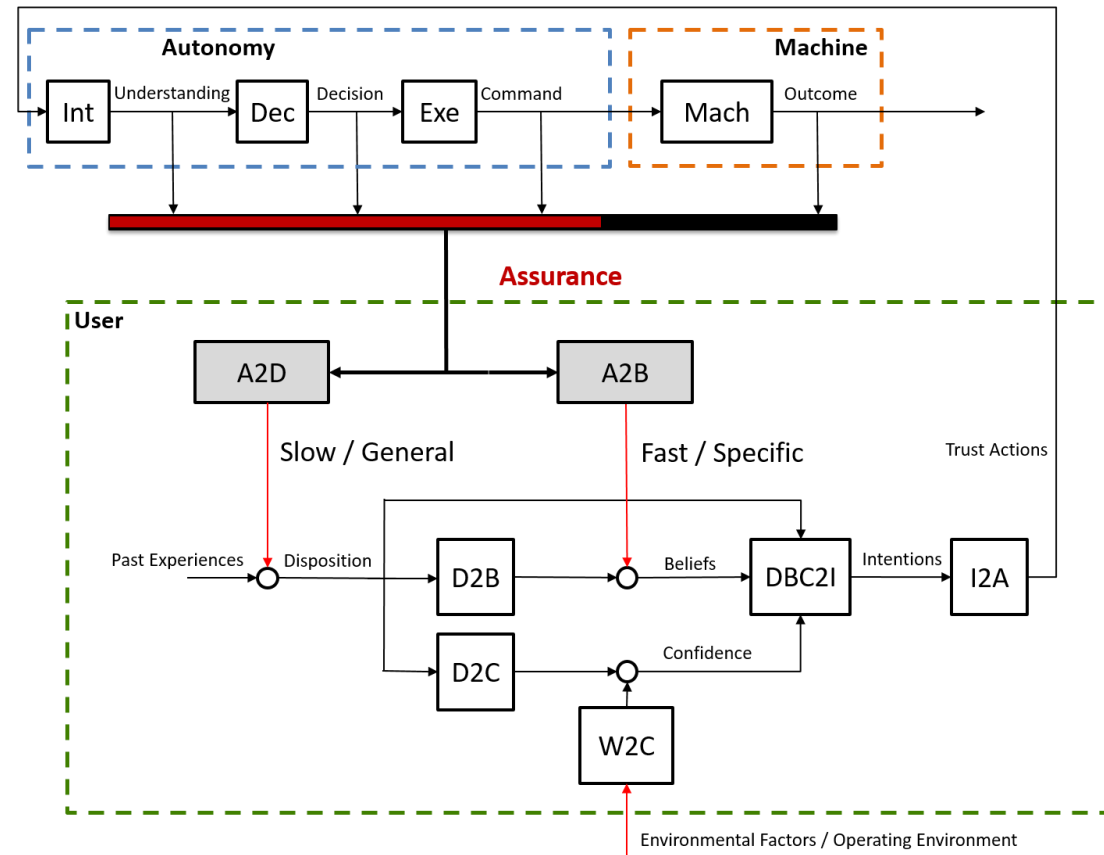 Autonomy
Machine
Int
Understanding
Dec
Decision
Exe
Command
Mach
Outcome
Assurance
User
A2D
A2B
Slow / General
Fast / Specific
Trust Actions
Past Experiences
Disposition
D2B
Beliefs
DBC2I
Intentions
I2A
D2C
Confidence
W2C
Environmental Factors / Operating Environment